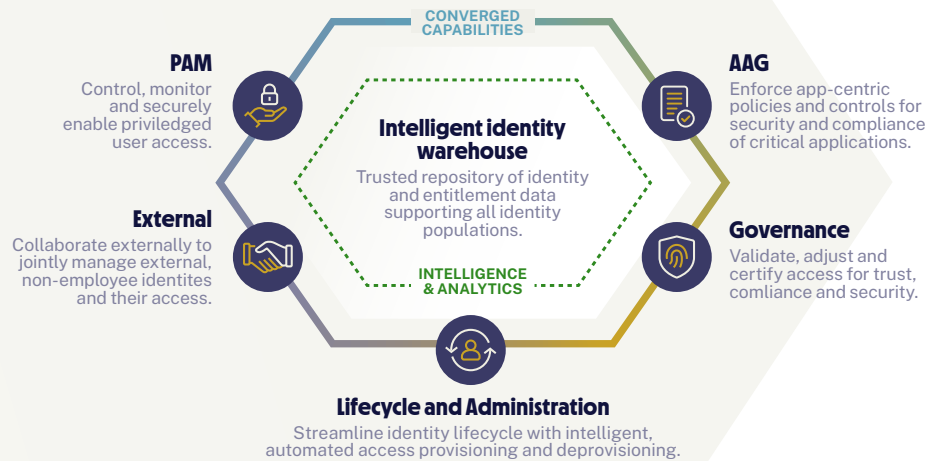 CONVERGED
CAPABILITIES
PAM
Control, monitor
and securely
enable priviledged
user access.
AAG
Enforce app-centric
policies and controls for
security and compliance
of critical applications.
Intelligent identity
warehouse
Trusted repository of identity
and entitlement data
supporting all identity
populations.
External
Collaborate externally to
jointly manage external,
non-employee identites
and their access.
Governance
Validate, adjust and
certify access for trust,
comliance and security.
INTELLIGENCE
& ANALYTICS
Lifecycle and Administration
Streamline identity lifecycle with intelligent,
automated access provisioning and deprovisioning.